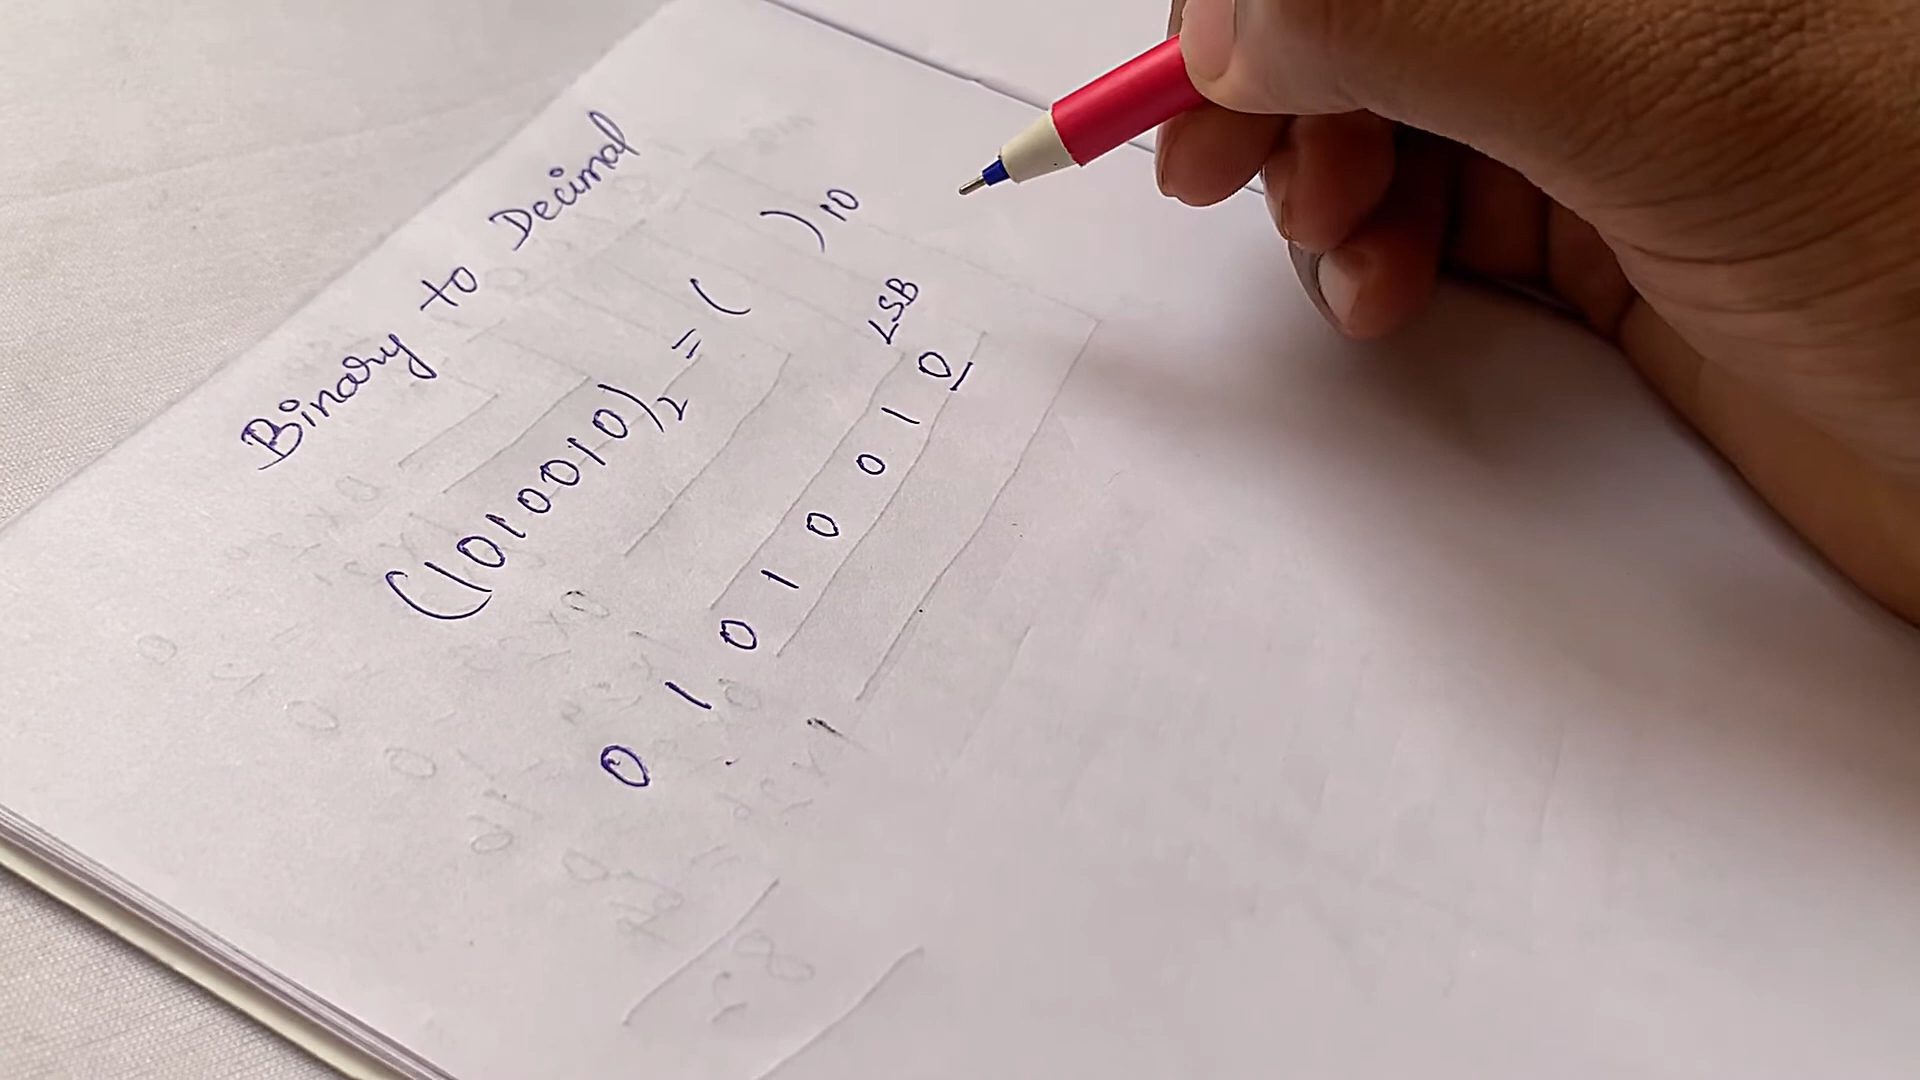 Binary to Decimal
(1010010)2 = ( )10
LSB
0 1 0 1 0 0 1 0